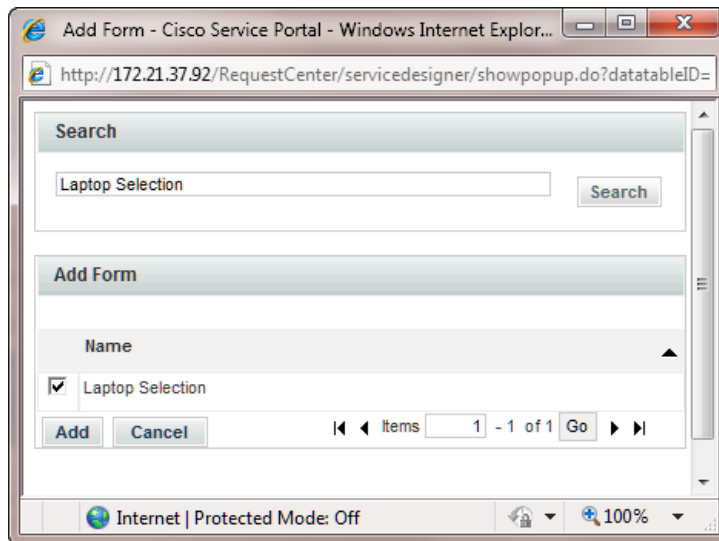 Add Form - Cisco Service Portal - Windows Internet Explor...
http://172.21.37.92/RequestCenter/servicedesigner/showpopup.do?datatableID=
Search
Laptop Selection Search
Add Form
Name
Laptop Selection
Add Cancel Items 1 - 1 of 1 Go
Internet | Protected Mode: Off 100%